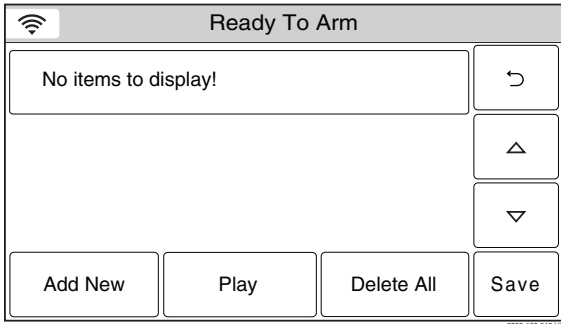 Ready To Arm
No items to display!
Add New
Play
Delete All
Save